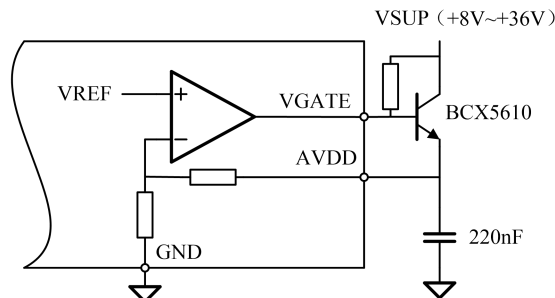 VSUP（+8V~+36V）
VREF
+
VGATE
BCX5610
−
AVDD
GND
220nF